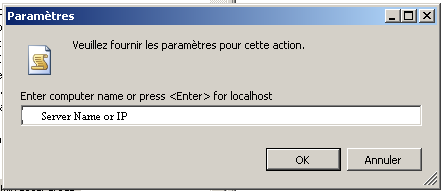 Paramètres
Veuillez fournir les paramètres pour cette action.
Enter computer name or press <Enter> for localhost
Server Name or IP
OK
Annuler